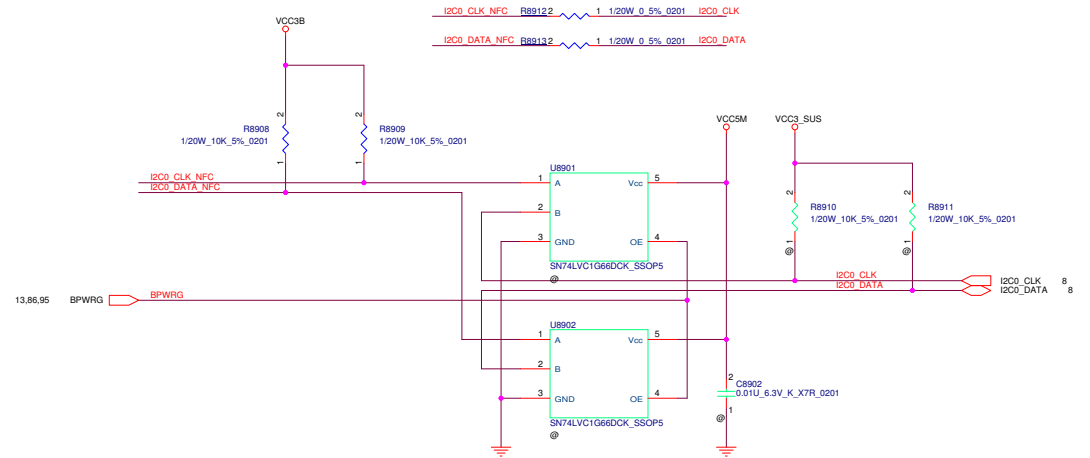 I2C0_CLK_NFC R8912 2 1 1/20W_0_5%_0201 I2C0_CLK
VCC3B
I2C0_DATA_NFC R8913 2 1 1/20W_0_5%_0201 I2C0_DATA
2 2
VCC5M VCC3_SUS
R8908 R8909
1/20W_10K_5%_0201 1/20W_10K_5%_0201
1 1
U8901
I2C0_CLK_NFC 1 A Vcc 5
I2C0_DATA_NFC
2 2
2 B R8910 R8911
1/20W_10K_5%_0201 1/20W_10K_5%_0201
3 GND OE 4 1 1
@ @
SN74LVC1G66DCK_SSOP5
@ I2C0_CLK I2C0_CLK 8
I2C0_DATA I2C0_DATA 8
13,86,95 BPWRG BPWRG
U8902
1 A Vcc 5
2 B
2 C8902
0.01U_6.3V_K_X7R_0201
3 GND OE 4
1
@
SN74LVC1G66DCK_SSOP5
@